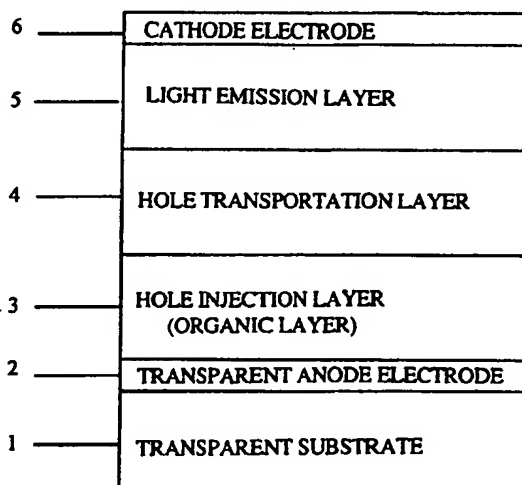 6 CATHODE ELECTRODE
5 LIGHT EMISSION LAYER
4 HOLE TRANSPORTATION LAYER
3 HOLE INJECTION LAYER
(ORGANIC LAYER)
2 TRANSPARENT ANODE ELECTRODE
1 TRANSPARENT SUBSTRATE